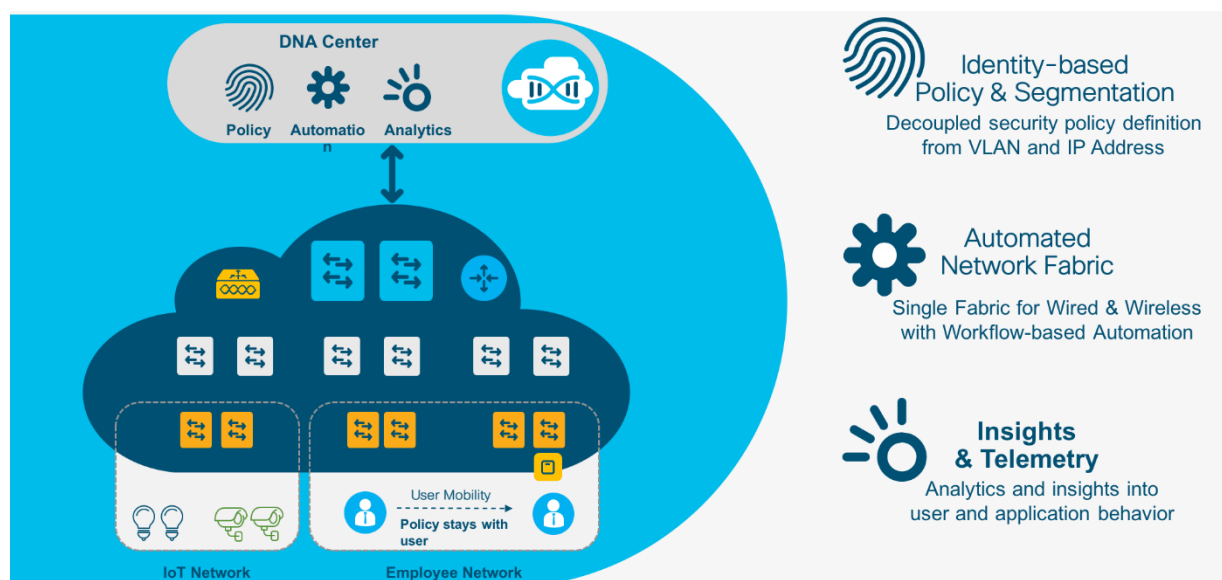 DNA Center
Policy
Automatio
n
Analytics
User Mobility
Policy stays with
user
IoT Network
Employee Network
Identity-based
Policy & Segmentation
Decoupled security policy definition
from VLAN and IP Address
Automated
Network Fabric
Single Fabric for Wired & Wireless
with Workflow-based Automation
Insights
& Telemetry
Analytics and insights into
user and application behavior